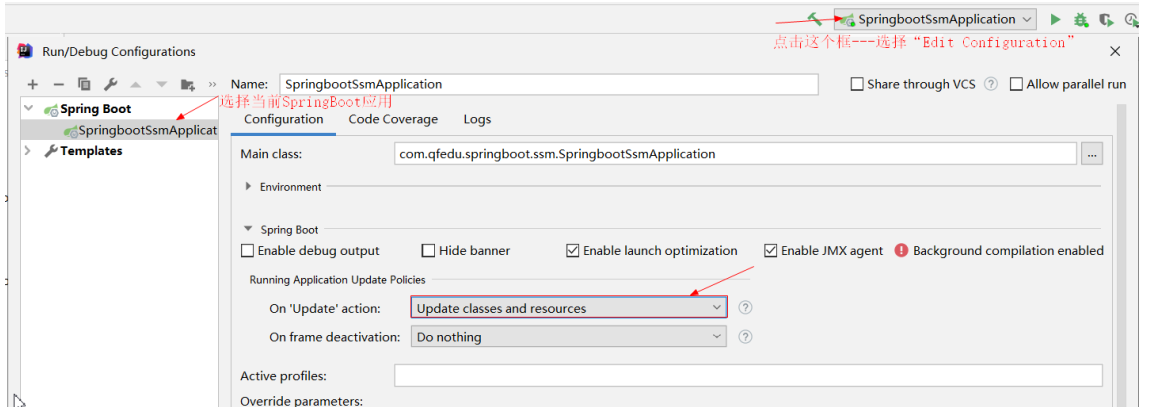 SpringbootSsmApplication
点击这个框---选择 “Edit Configuration”
Run/Debug Configurations
Name: SpringbootSsmApplication
Share through VCS
Allow parallel run
选择当前SpringBoot应用
Spring Boot
SpringbootSsmApplicat
Templates
Configuration Code Coverage Logs
Main class: com.qfedu.springboot.ssm.SpringbootSsmApplication ...
Environment
Spring Boot
Enable debug output Hide banner Enable launch optimization Enable JMX agent Background compilation enabled
Running Application Update Policies
On 'Update' action: Update classes and resources
On frame deactivation: Do nothing
Active profiles:
Override parameters: